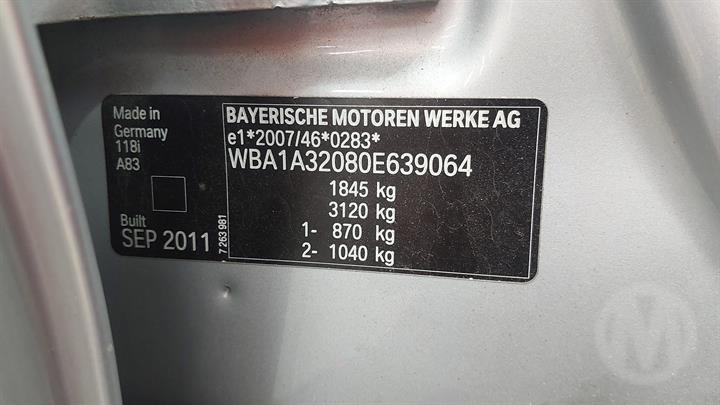 Made in
Germany
118i
A83
Built
SEP 2011
7 263 981
BAYERISCHE MOTOREN WERKE AG
e1*2007/46*0283*
WBA1A32080E639064
1845 kg
3120 kg
1- 870 kg
2- 1040 kg
M